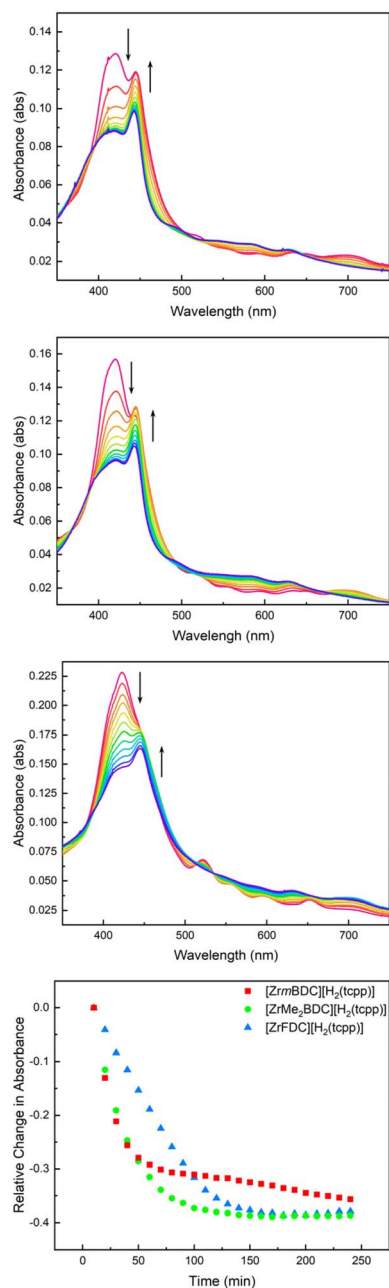 0.14
0.12
0.10
0.08
0.06
0.04
0.02
Absorbance (abs)
400 500 600 700
Wavelength (nm)
0.16
0.14
0.12
0.10
0.08
0.06
0.04
0.02
Absorbance (abs)
400 500 600 700
Wavelengh (nm)
0.225
0.200
0.175
0.150
0.125
0.100
0.075
0.050
0.025
Absorbance (abs)
400 500 600 700
Wavelength (nm)
[ZrmBDC][H₂(tcpp)]
[ZrMe₂BDC][H₂(tcpp)]
[ZrFDC][H₂(tcpp)]
0.0
-0.1
-0.2
-0.3
-0.4
Relative Change in Absorbance
0 50 100 150 200 250
Time (min)